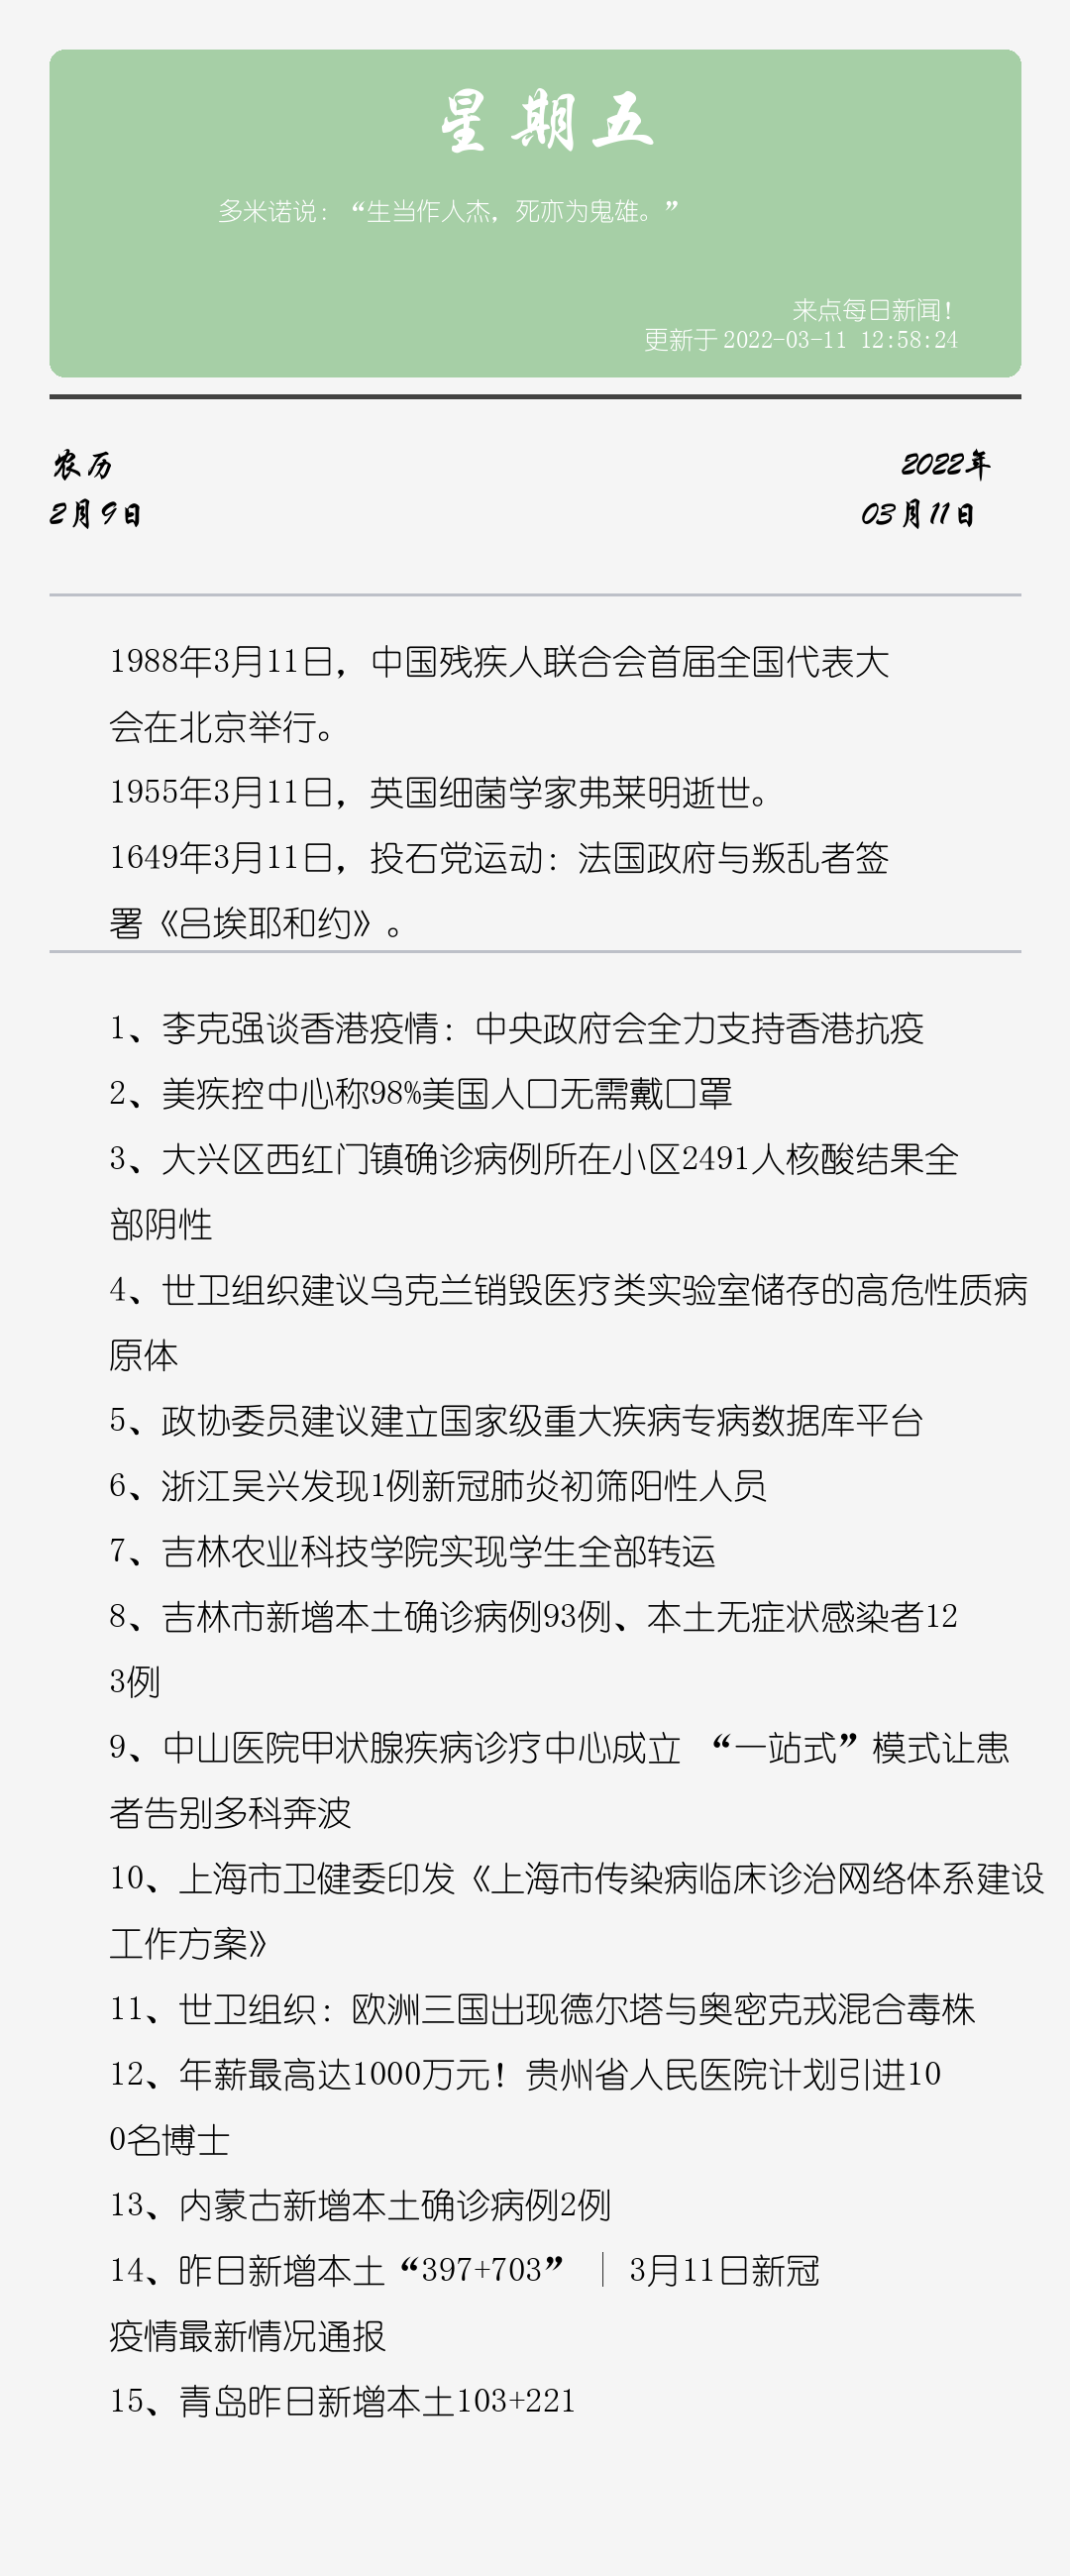 星期五
多米诺说：“生当作人杰，死亦为鬼雄。”
来点每日新闻！
更新于2022-03-11 12:58:24
农历
2022年
2月9日
03月11日
1988年3月11日，中国残疾人联合会首届全国代表大
会在北京举行。
1955年3月11日，英国细菌学家弗莱明逝世。
1649年3月11日，投石党运动：法国政府与叛乱者签
署《吕埃耶和约》。
1、李克强谈香港疫情：中央政府会全力支持香港抗疫
2、美疾控中心称98%美国人口无需戴口罩
3、大兴区西红门镇确诊病例所在小区2491人核酸结果全
部阴性
4、世卫组织建议乌克兰销毁医疗类实验室储存的高危性质病
原体
5、政协委员建议建立国家级重大疾病专病数据库平台
6、浙江吴兴发现1例新冠肺炎初筛阳性人员
7、吉林农业科技学院实现学生全部转运
8、吉林市新增本土确诊病例93例、本土无症状感染者12
3例
9、中山医院甲状腺疾病诊疗中心成立 “一站式”模式让患
者告别多科奔波
10、上海市卫健委印发《上海市传染病临床诊治网络体系建设
工作方案》
11、世卫组织：欧洲三国出现德尔塔与奥密克戎混合毒株
12、年薪最高达1000万元！贵州省人民医院计划引进10
0名博士
13、内蒙古新增本土确诊病例2例
14、昨日新增本土“397+703” ｜ 3月11日新冠
疫情最新情况通报
15、青岛昨日新增本土103+221